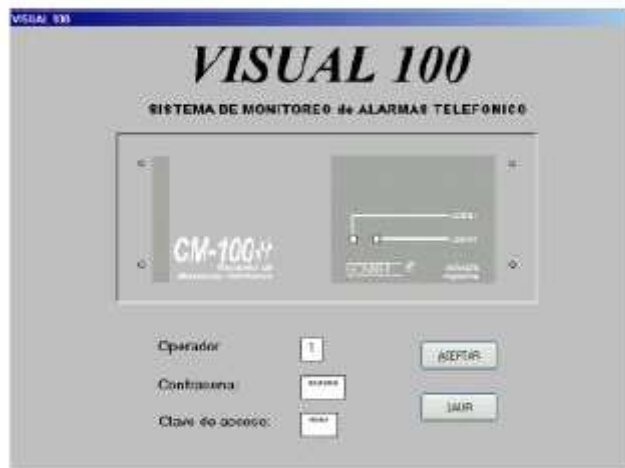 VISUAL 100
VISUAL 100
SISTEMA DE MONITOREO de ALARMAS TELEFONICO
CM-100
Operador
1
ACEPTAR
Contrasena:
SALIR
Clave de acceso: